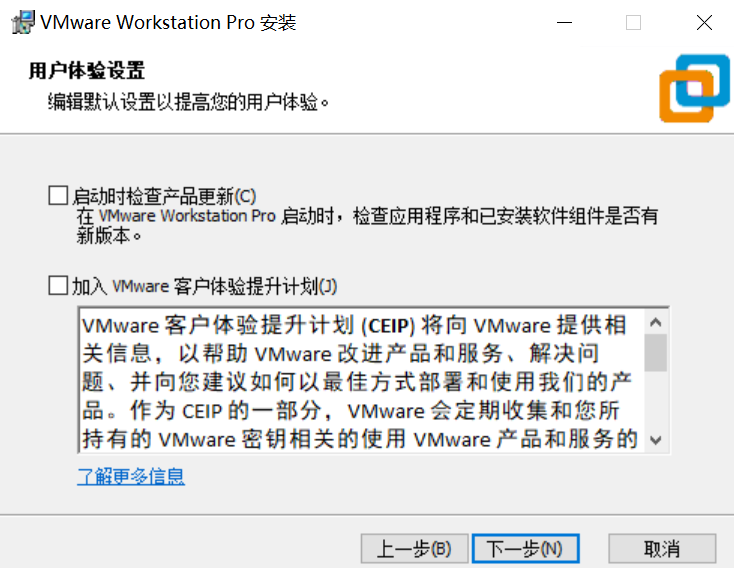 VMware Workstation Pro 安装
用户体验设置
编辑默认设置以提高您的用户体验。
启动时检查产品更新(C)
在 VMware Workstation Pro 启动时，检查应用程序和已安装软件组件是否有
新版本。
加入 VMware 客户体验提升计划(J)
VMware 客户体验提升计划 (CEIP) 将向 VMware 提供相
关信息，以帮助 VMware 改进产品和服务、解决问
题、并向您建议如何以最佳方式部署和使用我们的产
品。作为 CEIP 的一部分，VMware 会定期收集和您所
持有的 VMware 密钥相关的使用 VMware 产品和服务的
了解更多信息
上一步(B) 下一步(N) 取消